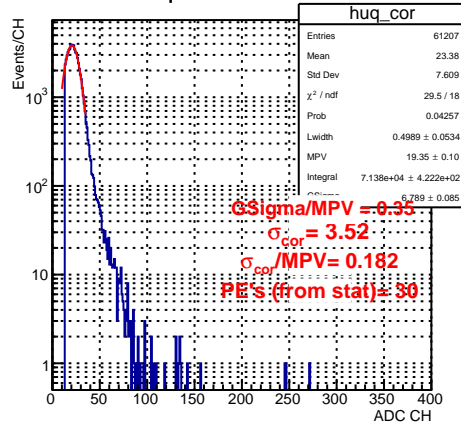 huq_cor
Entries 61207
Mean 23.38
Std Dev 7.609
χ² / ndf 29.5 / 18
Prob 0.04257
Lwidth 0.4989 ± 0.0534
MPV 19.35 ± 0.10
Integral 7.138e+04 ± 4.222e+02
GSigma 6.789 ± 0.085
GSigma/MPV = 0.35
σcor= 3.52
σcor/MPV= 0.182
PE's (from stat)= 30
Events/CH
10³
10²
10
1
0 50 100 150 200 250 300 350 400
ADC CH